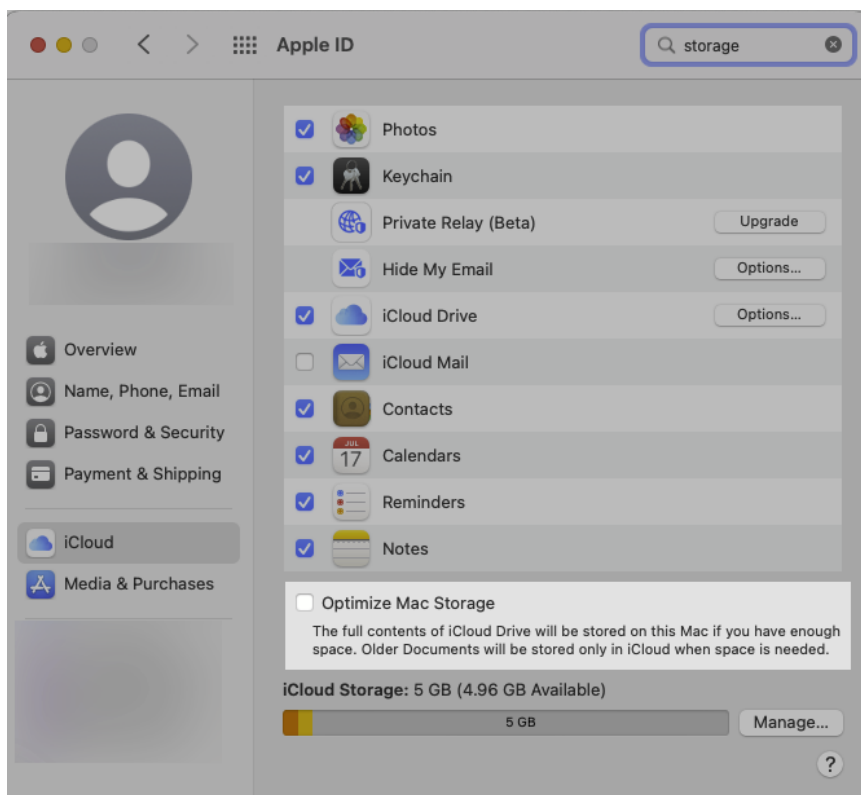 Apple ID
storage
Photos
Keychain
Private Relay (Beta)
Upgrade
Hide My Email
Options...
iCloud Drive
Options...
iCloud Mail
Contacts
JUL
17
Calendars
Reminders
Notes
Overview
Name, Phone, Email
Password & Security
Payment & Shipping
iCloud
Media & Purchases
Optimize Mac Storage
The full contents of iCloud Drive will be stored on this Mac if you have enough
space. Older Documents will be stored only in iCloud when space is needed.
iCloud Storage: 5 GB (4.96 GB Available)
5 GB
Manage...
?